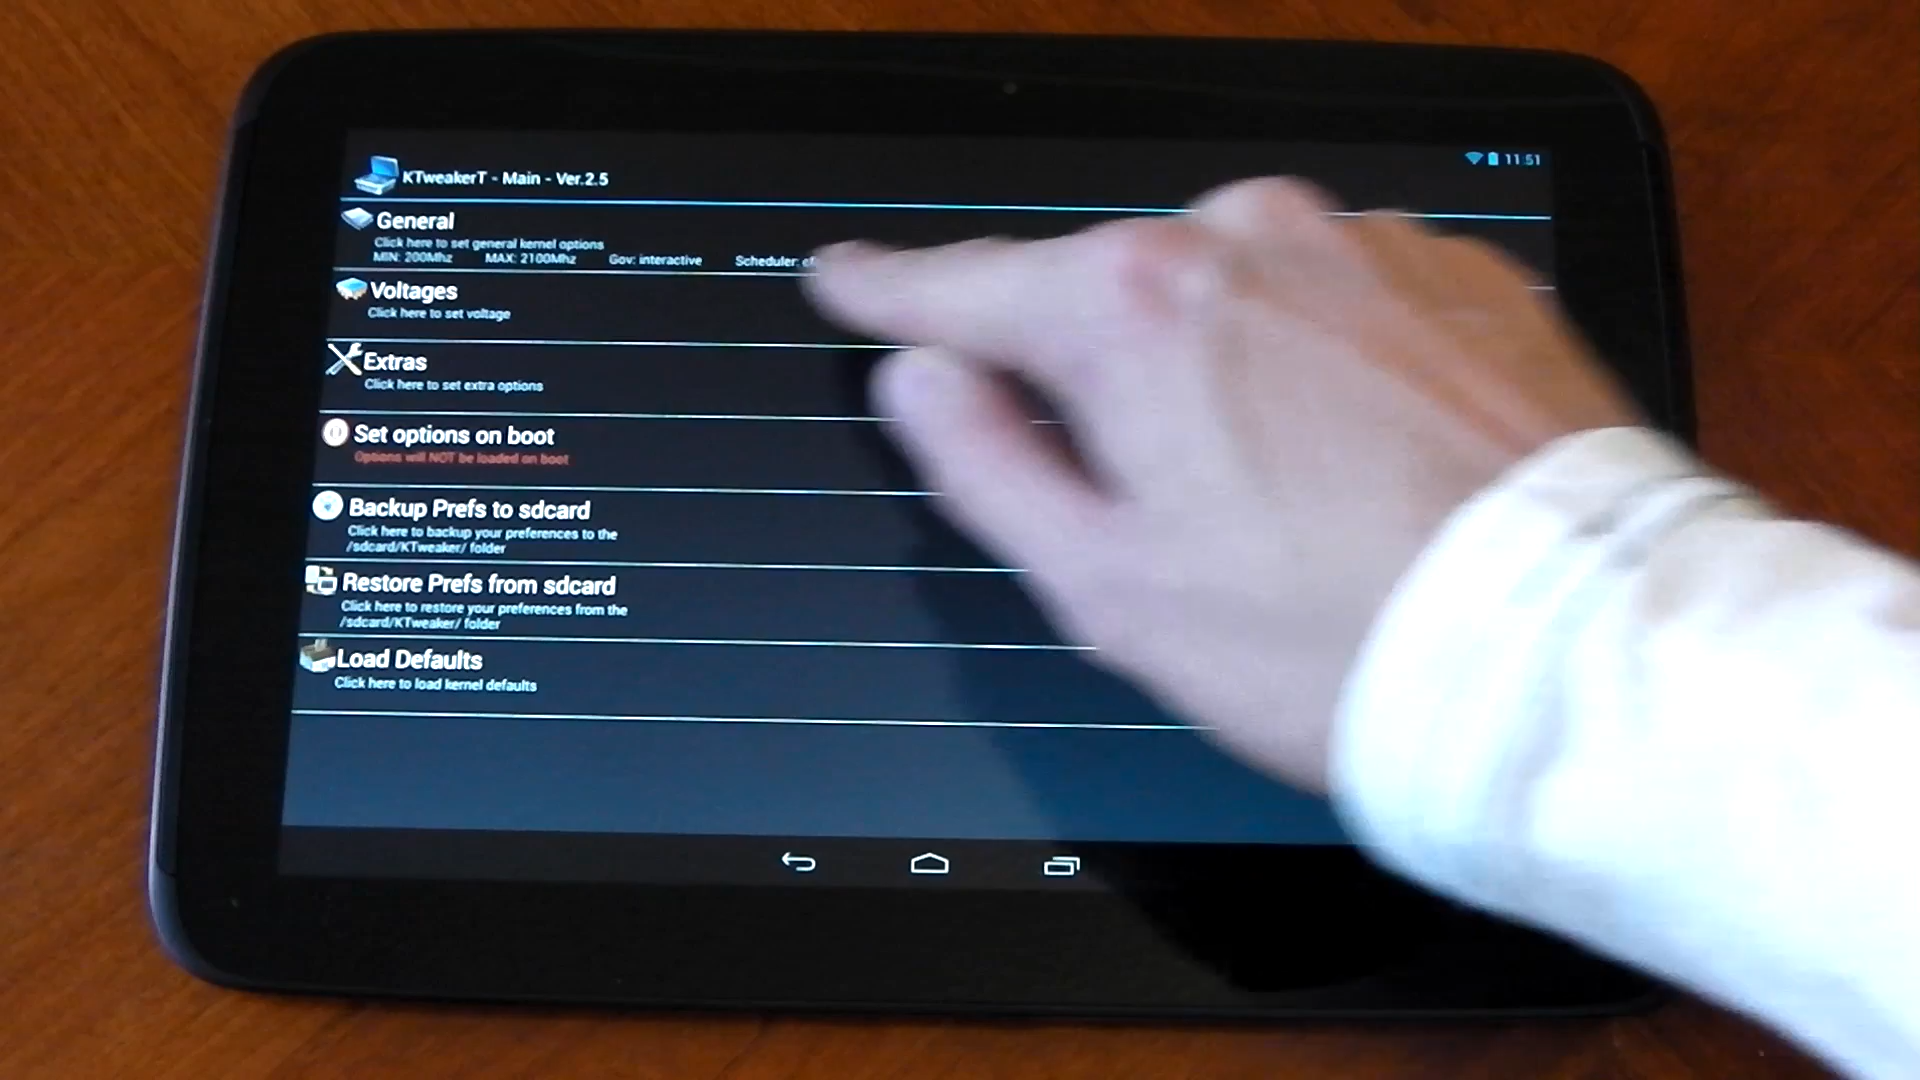 11:51
KTweakerT - Main - Ver.2.5
General
Click here to set general kernel options
MIN: 200Mhz MAX: 2100Mhz Gov: interactive Scheduler:
Voltages
Click here to set voltage
Extras
Click here to set extra options
Set options on boot
Options will NOT be loaded on boot
Backup Prefs to sdcard
Click here to backup your preferences to the
/sdcard/KTweaker/ folder
Restore Prefs from sdcard
Click here to restore your preferences from the
/sdcard/KTweaker/ folder
Load Defaults
Click here to load kernel defaults